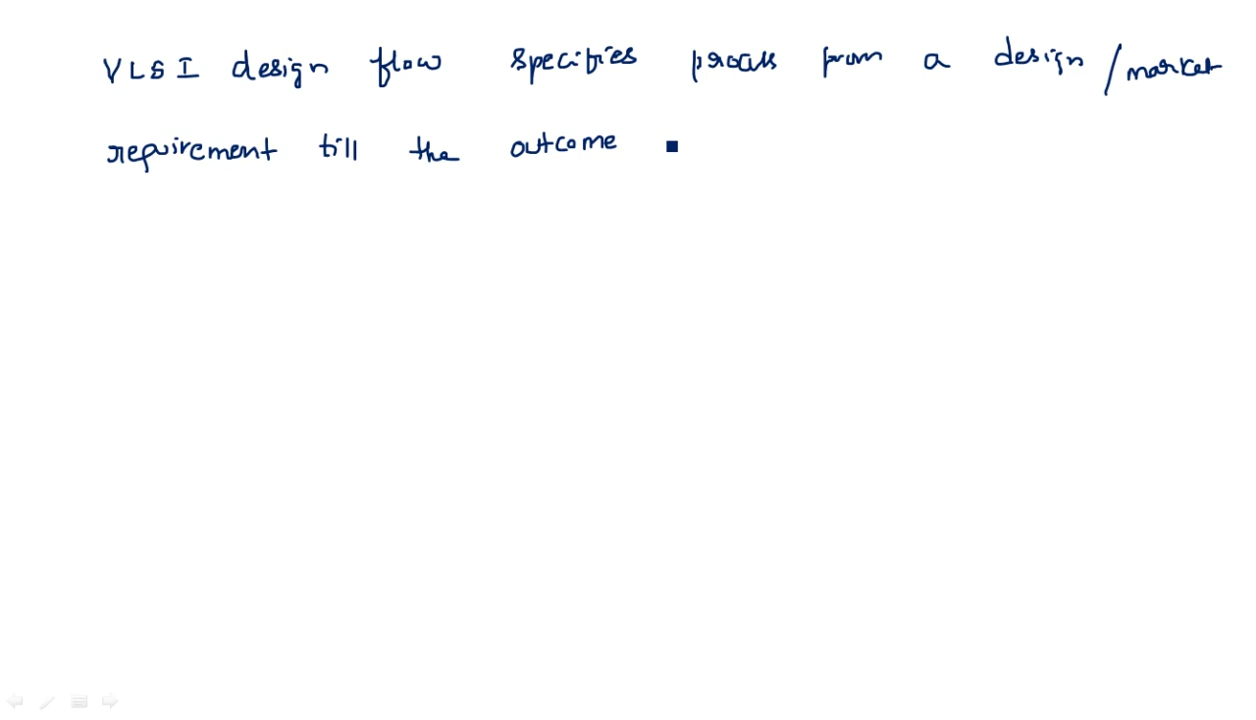 VLSI design flow specifies process from a design / market
requirement till the outcome